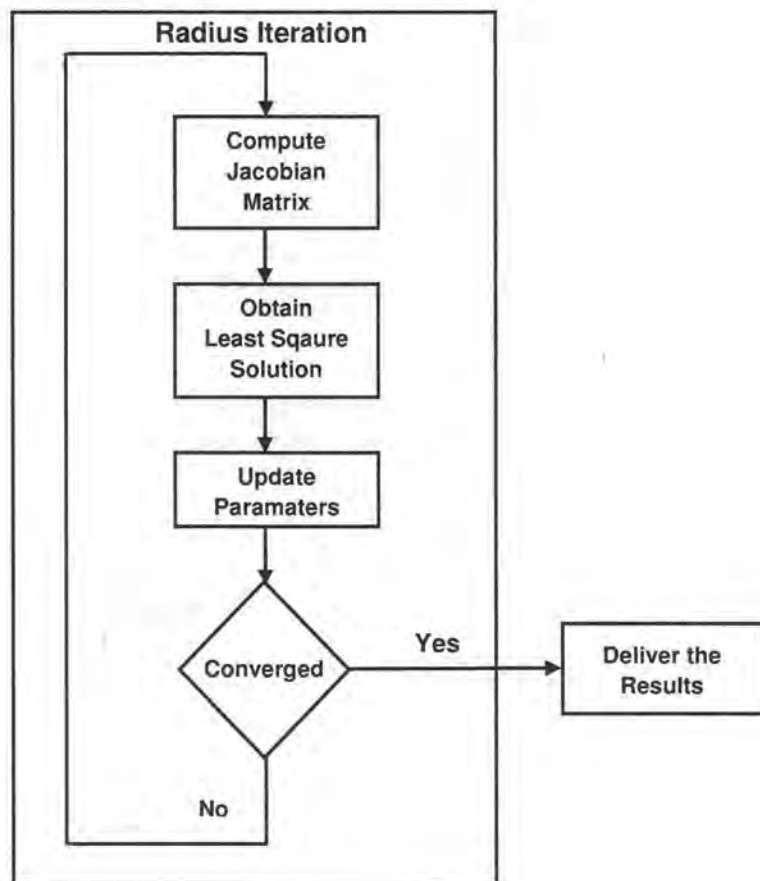 Radius Iteration
Compute
Jacobian
Matrix
Obtain
Least Sqaure
Solution
Update
Paramaters
Converged
Yes
No
Deliver the
Results